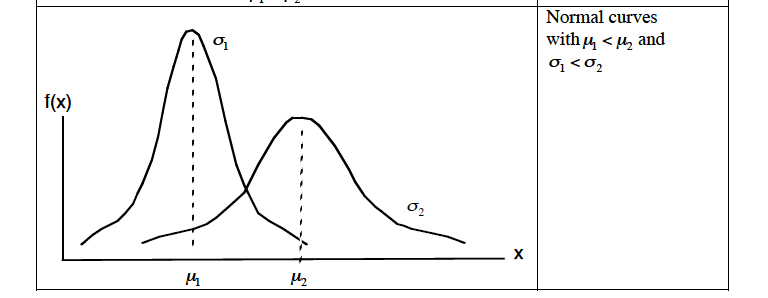 σ₁
f(x)
σ₂
x
μ₁
μ₂
Normal curves
with μ₁ < μ₂ and
σ₁ < σ₂